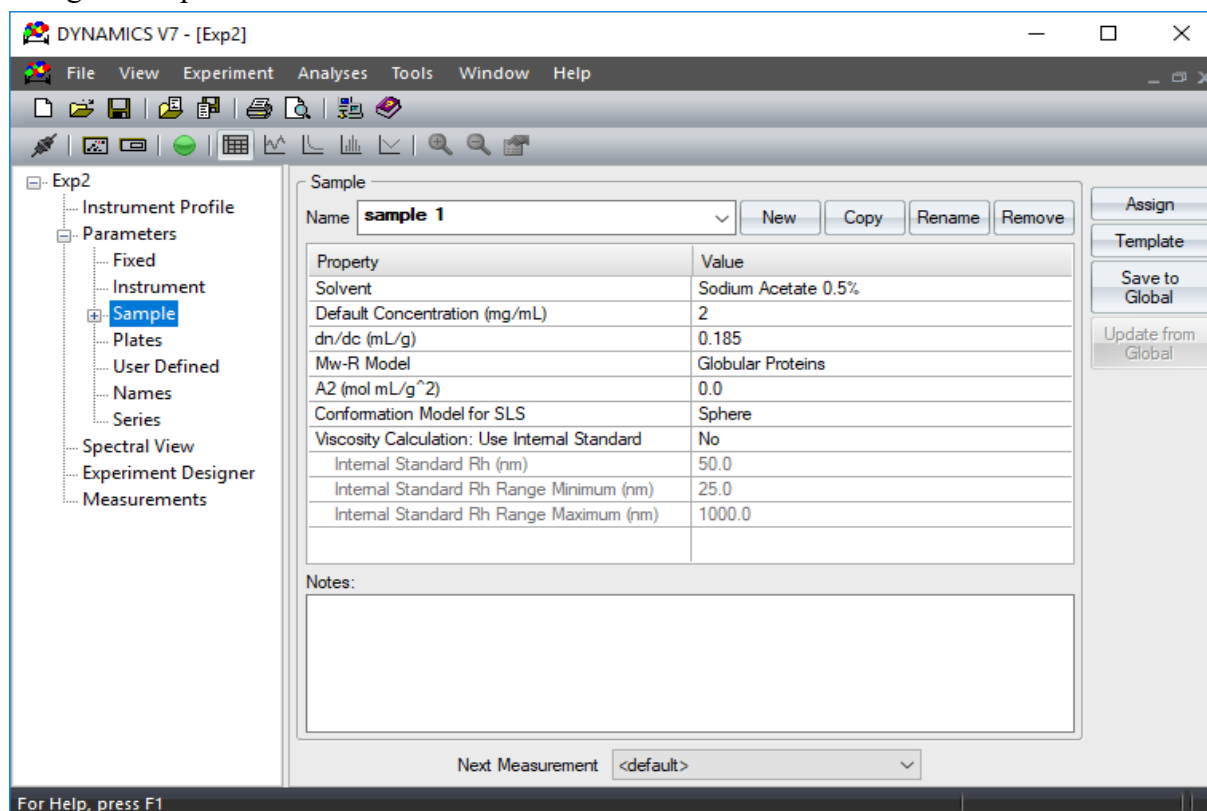 DYNAMICS V7 - [Exp2]
File View Experiment Analyses Tools Window Help
Exp2
Instrument Profile
Parameters
Fixed
Instrument
Sample
Plates
User Defined
Names
Series
Spectral View
Experiment Designer
Measurements
Sample
Name sample 1 New Copy Rename Remove
Property Value
Solvent Sodium Acetate 0.5%
Default Concentration (mg/mL) 2
dn/dc (mL/g) 0.185
Mw-R Model Globular Proteins
A2 (mol mL/g^2) 0.0
Conformation Model for SLS Sphere
Viscosity Calculation: Use Internal Standard No
Internal Standard Rh (nm) 50.0
Internal Standard Rh Range Minimum (nm) 25.0
Internal Standard Rh Range Maximum (nm) 1000.0
Notes:
Next Measurement <default>
Assign
Template
Save to
Global
Update from
Global
For Help, press F1